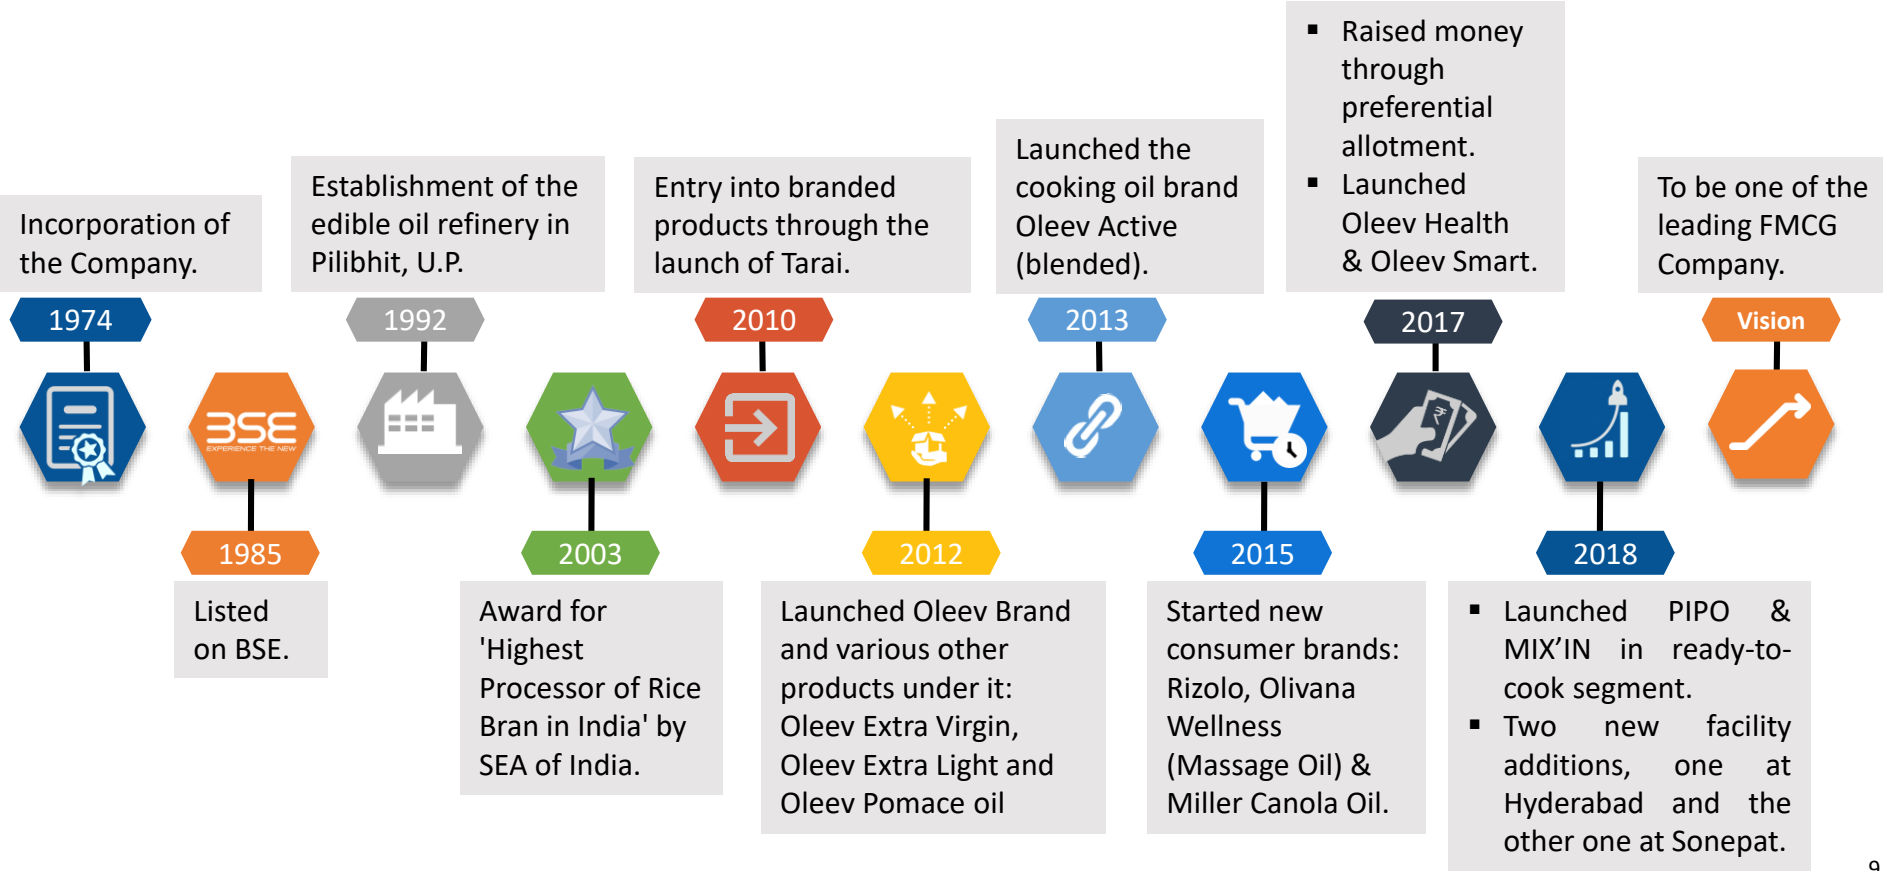 Incorporation of
the Company.
1974
BSE
EXPERIENCE THE NEW
1985
Listed
on BSE.
Establishment of the
edible oil refinery in
Pilibhit, U.P.
1992
2003
Award for
'Highest
Processor of Rice
Bran in India' by
SEA of India.
Entry into branded
products through the
launch of Tarai.
2010
2012
Launched Oleev Brand
and various other
products under it:
Oleev Extra Virgin,
Oleev Extra Light and
Oleev Pomace oil
Launched the
cooking oil brand
Oleev Active
(blended).
2013
2015
Started new
consumer brands:
Rizolo, Olivana
Wellness
(Massage Oil) &
Miller Canola Oil.
▪ Raised money
through
preferential
allotment.
▪ Launched
Oleev Health
& Oleev Smart.
2017
₹
2018
▪ Launched PIPO &
MIX’IN in ready-to-
cook segment.
▪ Two new facility
additions, one at
Hyderabad and the
other one at Sonepat.
To be one of the
leading FMCG
Company.
Vision
9